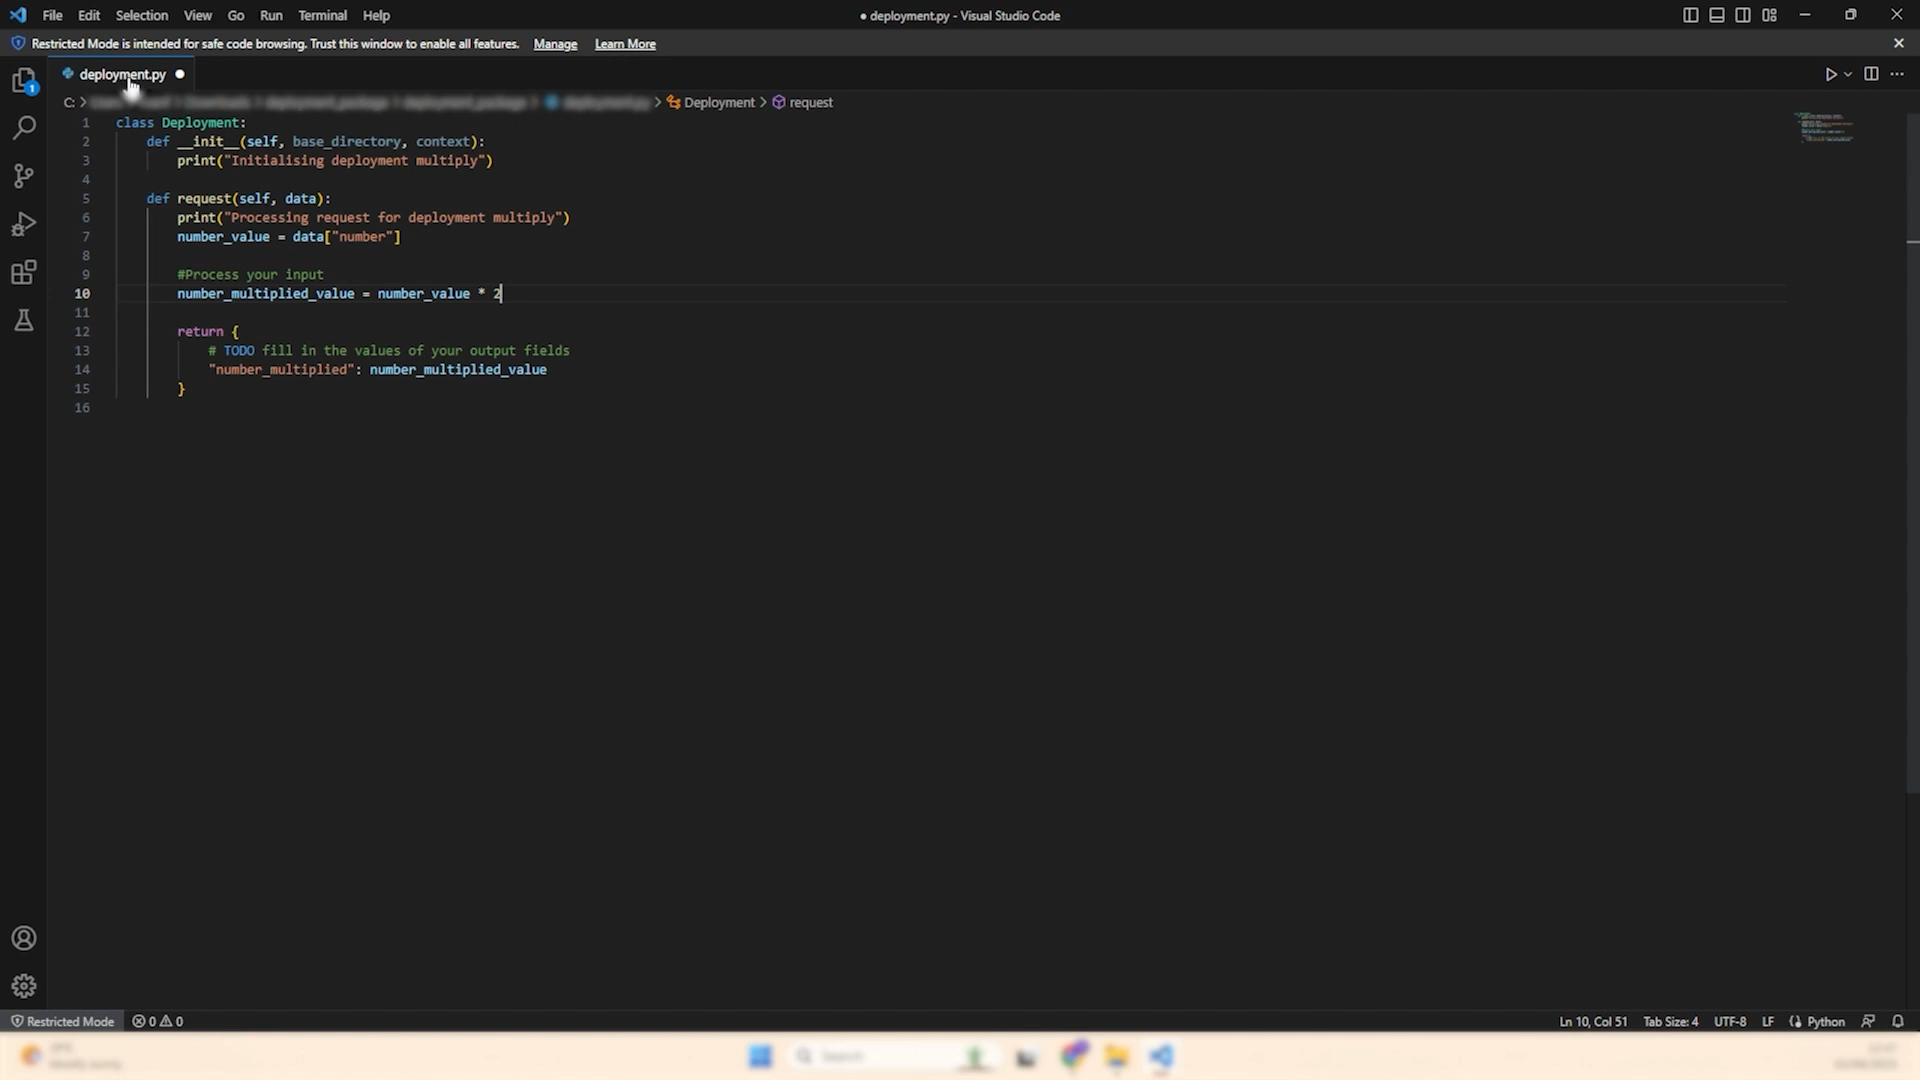 File Edit Selection View Go Run Terminal Help
● deployment.py - Visual Studio Code
Restricted Mode is intended for safe code browsing. Trust this window to enable all features. Manage Learn More
1
deployment.py
C: > > Deployment > request
1 class Deployment:
2 def __init__(self, base_directory, context):
3 print("Initialising deployment multiply")
4
5 def request(self, data):
6 print("Processing request for deployment multiply")
7 number_value = data["number"]
8
9 #Process your input
10 number_multiplied_value = number_value * 2
11
12 return {
13 # TODO fill in the values of your output fields
14 "number_multiplied": number_multiplied_value
15 }
16
Restricted Mode 0 0 Ln 10, Col 51 Tab Size: 4 UTF-8 LF Python
Search